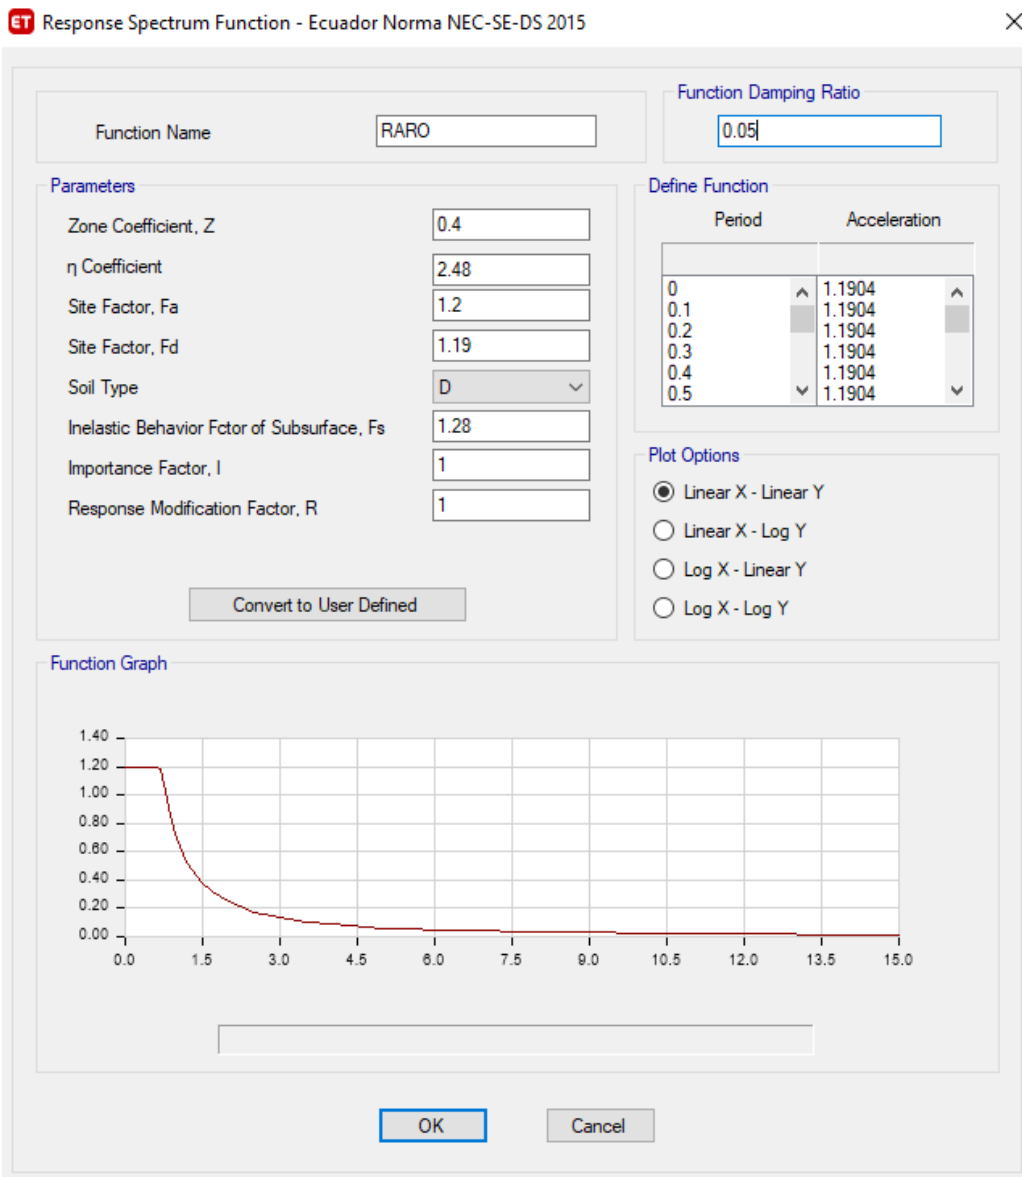 ET Response Spectrum Function - Ecuador Norma NEC-SE-DS 2015
Function Name RARO
Function Damping Ratio
0.05
Parameters
Zone Coefficient, Z 0.4
η Coefficient 2.48
Site Factor, Fa 1.2
Site Factor, Fd 1.19
Soil Type D
Inelastic Behavior Fctor of Subsurface, Fs 1.28
Importance Factor, I 1
Response Modification Factor, R 1
Convert to User Defined
Define Function
Period Acceleration
0 1.1904
0.1 1.1904
0.2 1.1904
0.3 1.1904
0.4 1.1904
0.5 1.1904
Plot Options
Linear X - Linear Y
Linear X - Log Y
Log X - Linear Y
Log X - Log Y
Function Graph
1.40
1.20
1.00
0.80
0.60
0.40
0.20
0.00
0.0 1.5 3.0 4.5 6.0 7.5 9.0 10.5 12.0 13.5 15.0
OK Cancel